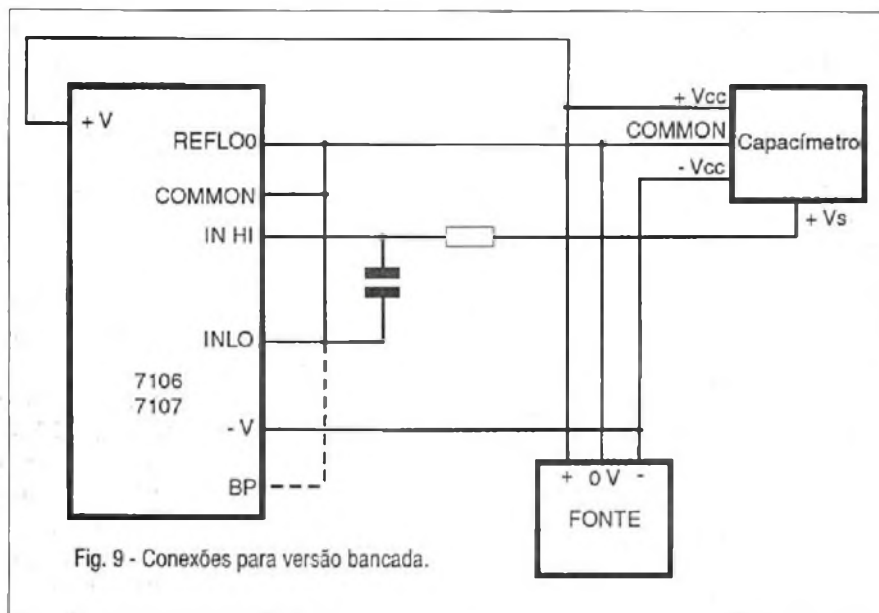 + V
REFLO0
COMMON
IN HI
INLO
7106
7107
- V
BP
+ Vcc
COMMON
- Vcc
Capacímetro
+ Vs
+ 0 V -
FONTE
Fig. 9 - Conexões para versão bancada.